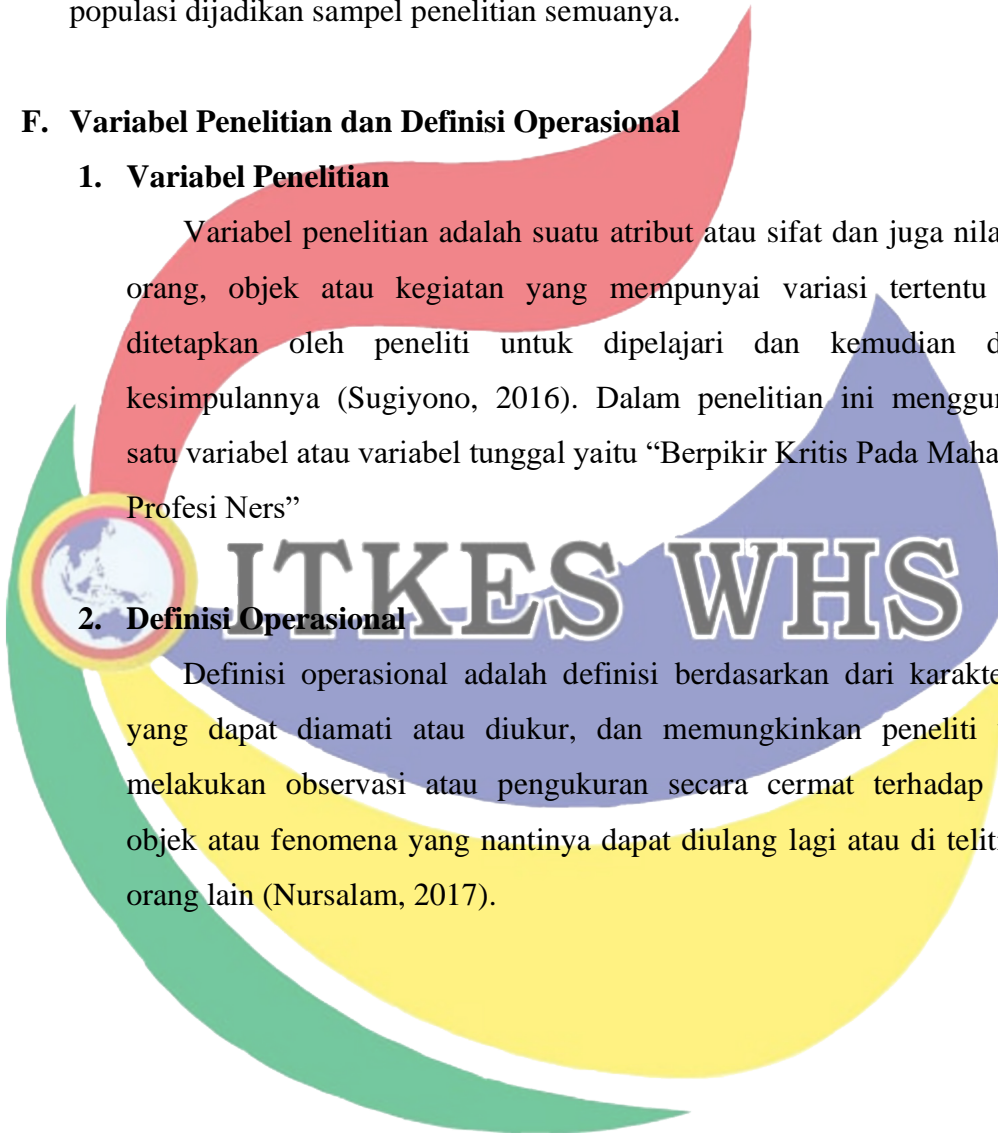 populasi dijadikan sampel penelitian semuanya.
F. Variabel Penelitian dan Definisi Operasional
1. Variabel Penelitian
Variabel penelitian adalah suatu atribut atau sifat dan juga nila
orang, objek atau kegiatan yang mempunyai variasi tertentu
ditetapkan oleh peneliti untuk dipelajari dan kemudian d
kesimpulannya (Sugiyono, 2016). Dalam penelitian ini menggu
satu variabel atau variabel tunggal yaitu “Berpikir Kritis Pada Maha
Profesi Ners”
ITKES WHS
2. Definisi Operasional
Definisi operasional adalah definisi berdasarkan dari karakte
yang dapat diamati atau diukur, dan memungkinkan peneliti
melakukan observasi atau pengukuran secara cermat terhadap
objek atau fenomena yang nantinya dapat diulang lagi atau di telit
orang lain (Nursalam, 2017).